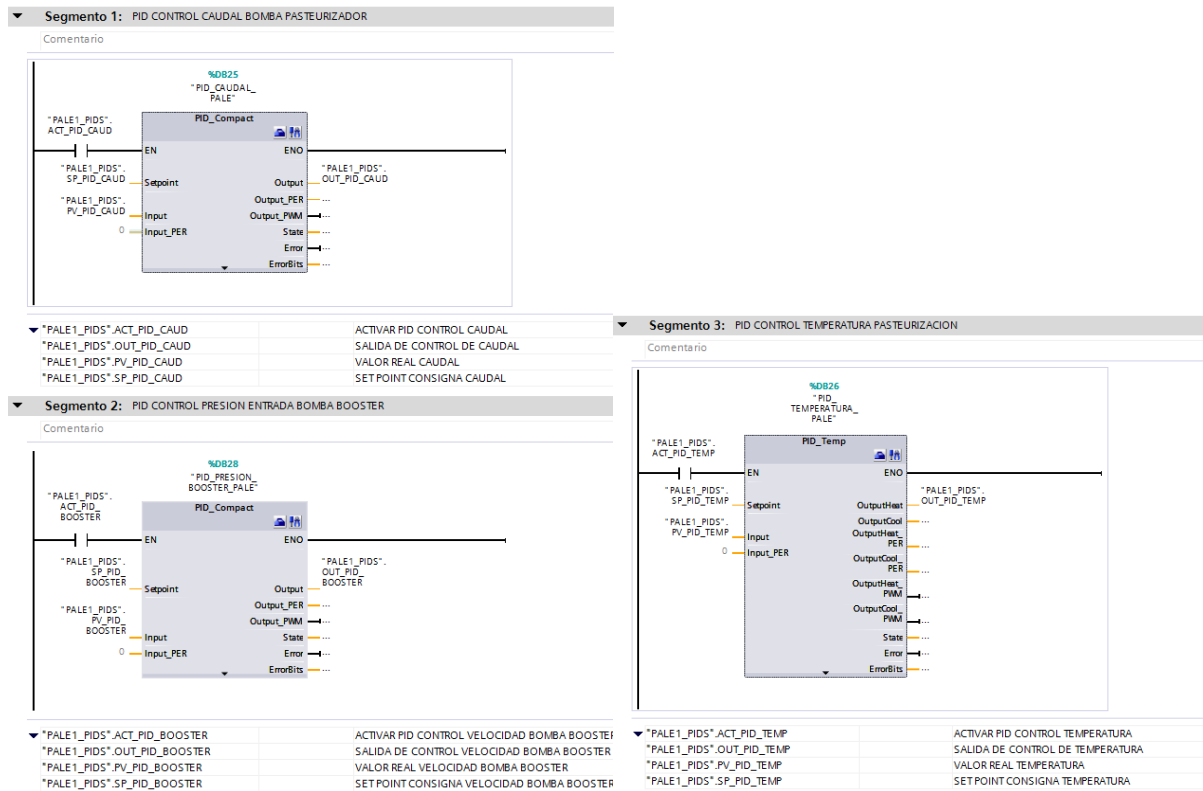 Segmento 1: PID CONTROL CAUDAL BOMBA PASTEURIZADOR
Comentario
%DB25
"PID_CAUDAL_
PALE"
PID_Compact
"PALE1_PIDS".
ACT_PID_CAUD
EN ENO
"PALE1_PIDS".
SP_PID_CAUD
Setpoint
"PALE1_PIDS".
OUT_PID_CAUD
Output
Output_PER ...
"PALE1_PIDS".
PV_PID_CAUD
Input
Output_PWM ...
0 Input_PER
State ...
Error ...
ErrorBits ...
"PALE1_PIDS".ACT_PID_CAUD ACTIVAR PID CONTROL CAUDAL
"PALE1_PIDS".OUT_PID_CAUD SALIDA DE CONTROL DE CAUDAL
"PALE1_PIDS".PV_PID_CAUD VALOR REAL CAUDAL
"PALE1_PIDS".SP_PID_CAUD SET POINT CONSIGNA CAUDAL
Segmento 2: PID CONTROL PRESION ENTRADA BOMBA BOOSTER
Comentario
%DB28
"PID_PRESION_
BOOSTER_PALE"
PID_Compact
"PALE1_PIDS".
ACT_PID_
BOOSTER
EN ENO
"PALE1_PIDS".
SP_PID_
BOOSTER
Setpoint
"PALE1_PIDS".
OUT_PID_
BOOSTER
Output
Output_PER ...
Output_PWM ...
"PALE1_PIDS".
PV_PID_
BOOSTER
Input
State ...
0 Input_PER
Error ...
ErrorBits ...
"PALE1_PIDS".ACT_PID_BOOSTER ACTIVAR PID CONTROL VELOCIDAD BOMBA BOOSTER
"PALE1_PIDS".OUT_PID_BOOSTER SALIDA DE CONTROL VELOCIDAD BOMBA BOOSTER
"PALE1_PIDS".PV_PID_BOOSTER VALOR REAL VELOCIDAD BOMBA BOOSTER
"PALE1_PIDS".SP_PID_BOOSTER SET POINT CONSIGNA VELOCIDAD BOMBA BOOSTER
Segmento 3: PID CONTROL TEMPERATURA PASTEURIZACION
Comentario
%DB26
"PID_
TEMPERATURA_
PALE"
PID_Temp
"PALE1_PIDS".
ACT_PID_TEMP
EN ENO
"PALE1_PIDS".
SP_PID_TEMP
Setpoint
"PALE1_PIDS".
OUT_PID_TEMP
OutputHeat
OutputCool ...
"PALE1_PIDS".
PV_PID_TEMP
Input
OutputHeat_
PER ...
0 Input_PER
OutputCool_
PER ...
OutputHeat_
PWM ...
OutputCool_
PWM ...
State ...
Error ...
ErrorBits ...
"PALE1_PIDS".ACT_PID_TEMP ACTIVAR PID CONTROL TEMPERATURA
"PALE1_PIDS".OUT_PID_TEMP SALIDA DE CONTROL DE TEMPERATURA
"PALE1_PIDS".PV_PID_TEMP VALOR REAL TEMPERATURA
"PALE1_PIDS".SP_PID_TEMP SET POINT CONSIGNA TEMPERATURA